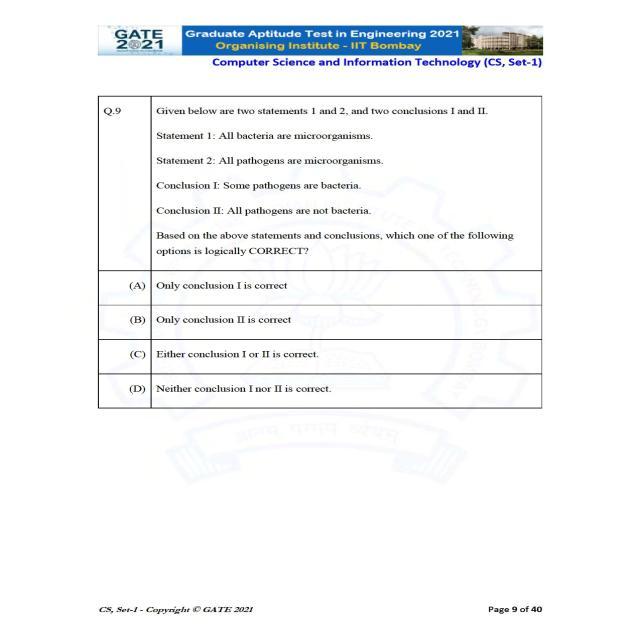 GATE
2021
Graduate Aptitude Test in Engineering 2021
Organising Institute - IIT Bombay
Computer Science and Information Technology (CS, Set-1)
Q.9 Given below are two statements 1 and 2, and two conclusions I and II.
Statement 1: All bacteria are microorganisms.
Statement 2: All pathogens are microorganisms.
Conclusion I: Some pathogens are bacteria.
Conclusion II: All pathogens are not bacteria.
Based on the above statements and conclusions, which one of the following
options is logically CORRECT?
(A) Only conclusion I is correct
(B) Only conclusion II is correct
(C) Either conclusion I or II is correct.
(D) Neither conclusion I nor II is correct.
CS, Set-1 - Copyright © GATE 2021
Page 9 of 40